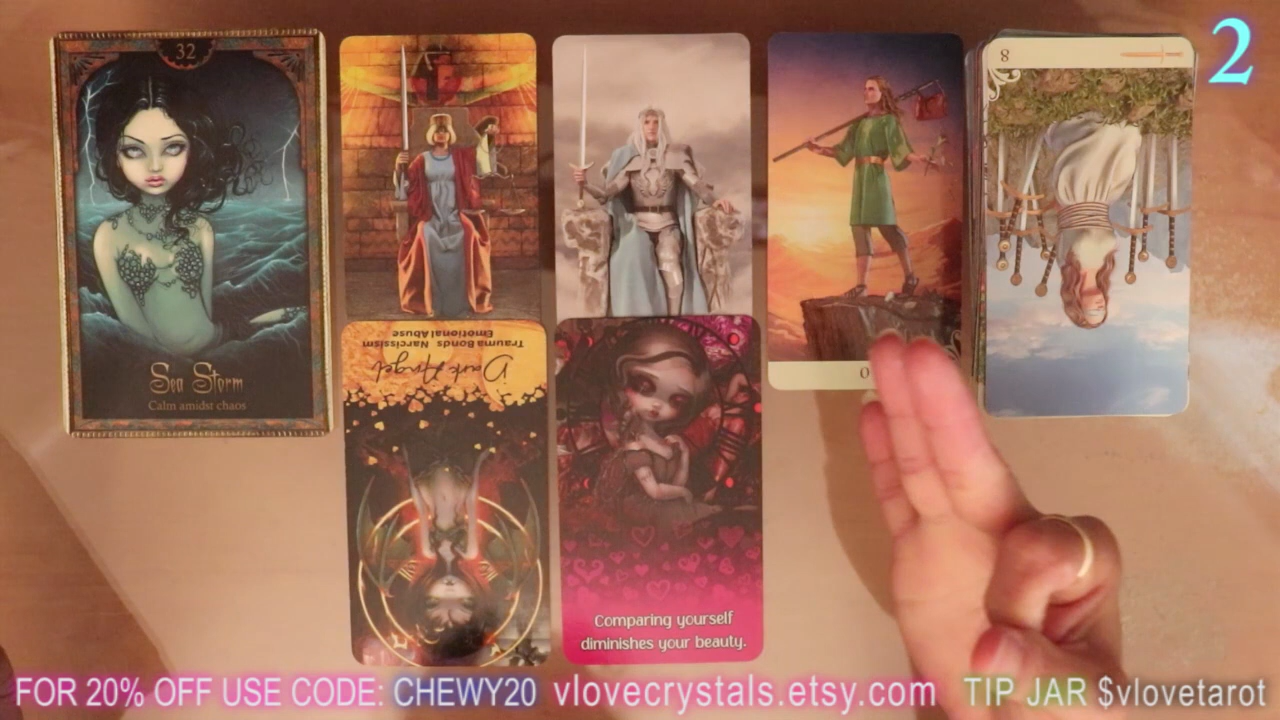 32
8
2
Sea Storm
Calm amidst chaos
0
Dark Angel
Trauma Bonds Narcissism
Emotional Abuse
Comparing yourself
diminishes your beauty.
FOR 20% OFF USE CODE: CHEWY20 vlovecrystals.etsy.com TIP JAR $vlovetarot